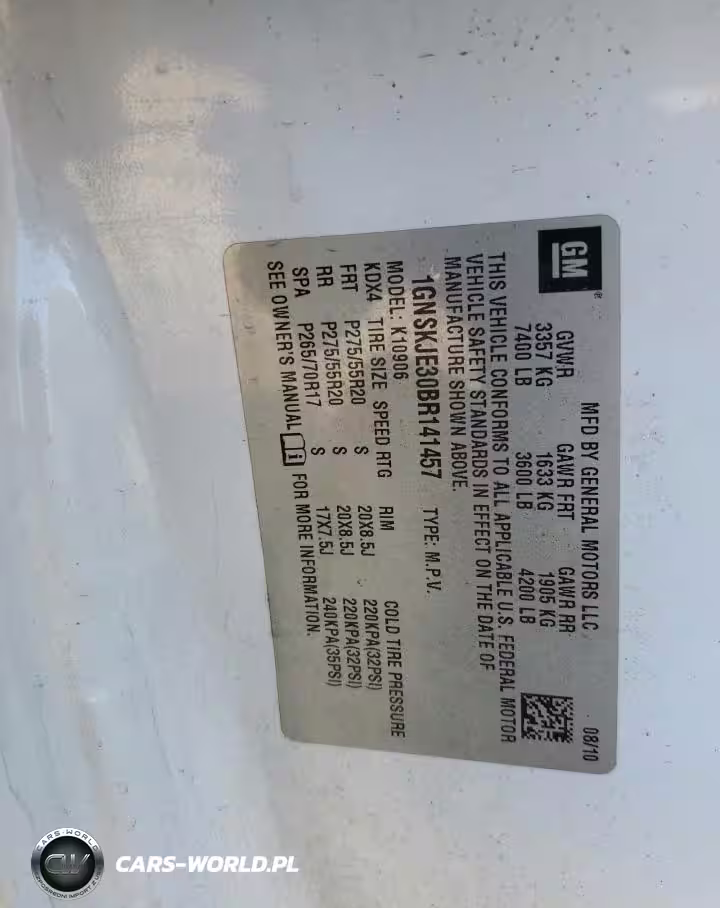 GM
®
MFD BY GENERAL MOTORS LLC 08/10
GVWR GAWR FRT GAWR RR
3357 KG 1633 KG 1905 KG
7400 LB 3600 LB 4200 LB
THIS VEHICLE CONFORMS TO ALL APPLICABLE U.S. FEDERAL MOTOR
VEHICLE SAFETY STANDARDS IN EFFECT ON THE DATE OF
MANUFACTURE SHOWN ABOVE.
1GNSKJE30BR141457 TYPE: M.P.V.
MODEL: K10906
KDX4 TIRE SIZE SPEED RTG RIM COLD TIRE PRESSURE
FRT P275/55R20 S 20X8.5J 220KPA(32PSI)
RR P275/55R20 S 20X8.5J 220KPA(32PSI)
SPA P265/70R17 S 17X7.5J 240KPA(35PSI)
SEE OWNER'S MANUAL FOR MORE INFORMATION.
CARS-WORLD
CW
CARS-WORLD.PL